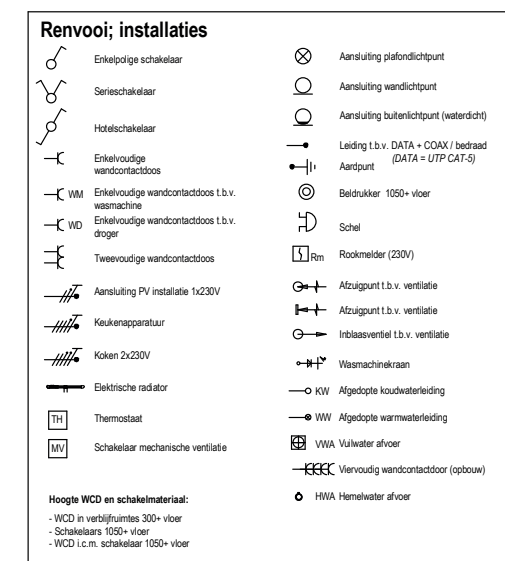 Renvooi; installaties
Enkelpolige schakelaar
Serieschakelaar
Hotelschakelaar
Enkelvoudige
wandcontactdoos
WM Enkelvoudige wandcontactdoos t.b.v.
wasmachine
WD Enkelvoudige wandcontactdoos t.b.v.
droger
Tweevoudige wandcontactdoos
Aansluiting PV installatie 1x230V
Keukenapparatuur
Koken 2x230V
Elektrische radiator
TH Thermostaat
MV Schakelaar mechanische ventilatie
Hoogte WCD en schakelmateriaal:
- WCD in verblijfruimtes 300+ vloer
- Schakelaars 1050+ vloer
- WCD i.c.m. schakelaar 1050+ vloer
Aansluiting plafondlichtpunt
Aansluiting wandlichtpunt
Aansluiting buitenlichtpunt (waterdicht)
Leiding t.b.v. DATA + COAX / bedraad
(DATA = UTP CAT-5)
Aardpunt
Beldrukker 1050+ vloer
Schel
Rm Rookmelder (230V)
Afzuigpunt t.b.v. ventilatie
Afzuigpunt t.b.v. ventilatie
Inblaasventiel t.b.v. ventilatie
Wasmachinekraan
KW Afgedopte koudwaterleiding
WW Afgedopte warmwaterleiding
VWA Vuilwater afvoer
Viervoudig wandcontactdoor (opbouw)
HWA Hemelwater afvoer